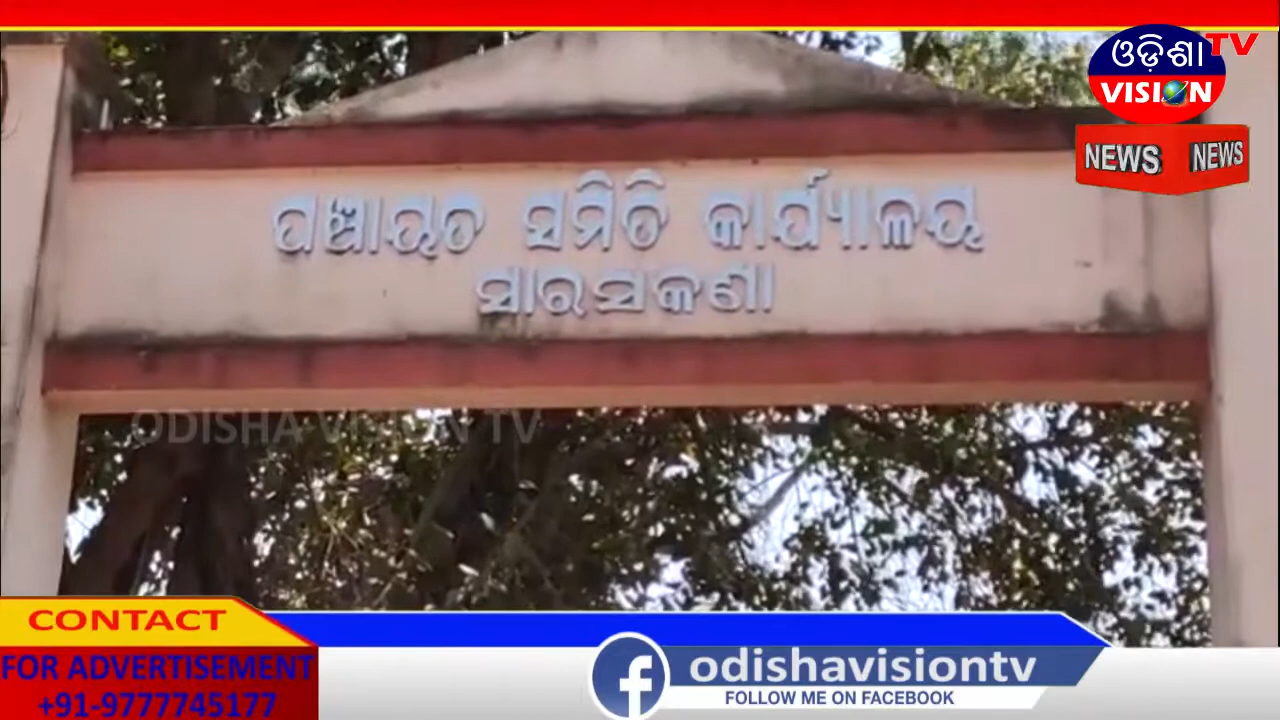 ଓଡ଼ିଶା TV
VISION
NEWS NEWS
ପଞ୍ଚାୟତ ସମିତି କାର୍ଯ୍ୟାଳୟ
ସାରସକଣା
ODISHA VISION TV
CONTACT
FOR ADVERTISEMENT
+91-9777745177
odishavisiontv
FOLLOW ME ON FACEBOOK